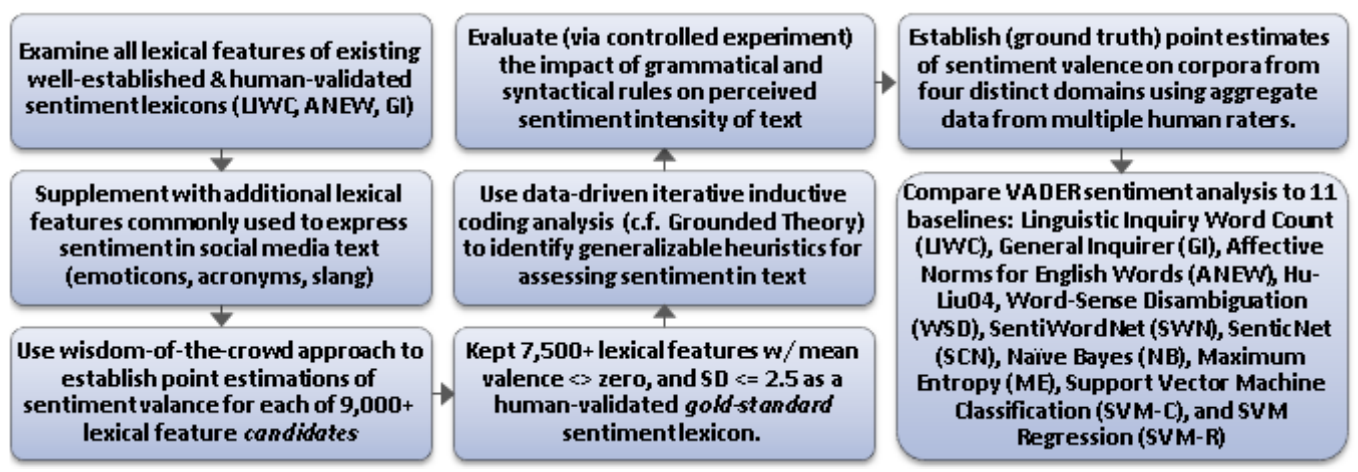 Examine all lexical features of existing
well-established & human-validated
sentiment lexicons (LIWC, ANEW, GI)
Supplement with additional lexical
features commonly used to express
sentiment in social media text
(emoticons, acronyms, slang)
Use wisdom-of-the-crowd approach to
establish point estimations of
sentiment valance for each of 9,000+
lexical feature candidates
Kept 7,500+ lexical features w/ mean
valence <> zero, and SD <= 2.5 as a
human-validated gold-standard
sentiment lexicon.
Use data-driven iterative inductive
coding analysis (c.f. Grounded Theory)
to identify generalizable heuristics for
assessing sentiment in text
Evaluate (via controlled experiment)
the impact of grammatical and
syntactical rules on perceived
sentiment intensity of text
Establish (ground truth) point estimates
of sentiment valence on corpora from
four distinct domains using aggregate
data from multiple human raters.
Compare VADER sentiment analysis to 11
baselines: Linguistic Inquiry Word Count
(LIWC), General Inquirer (GI), Affective
Norms for English Words (ANEW), Hu-
Liu04, Word-Sense Disambiguation
(WSD), SentiWordNet (SWN), SenticNet
(SCN), Naïve Bayes (NB), Maximum
Entropy (ME), Support Vector Machine
Classification (SVM-C), and SVM
Regression (SVM-R)